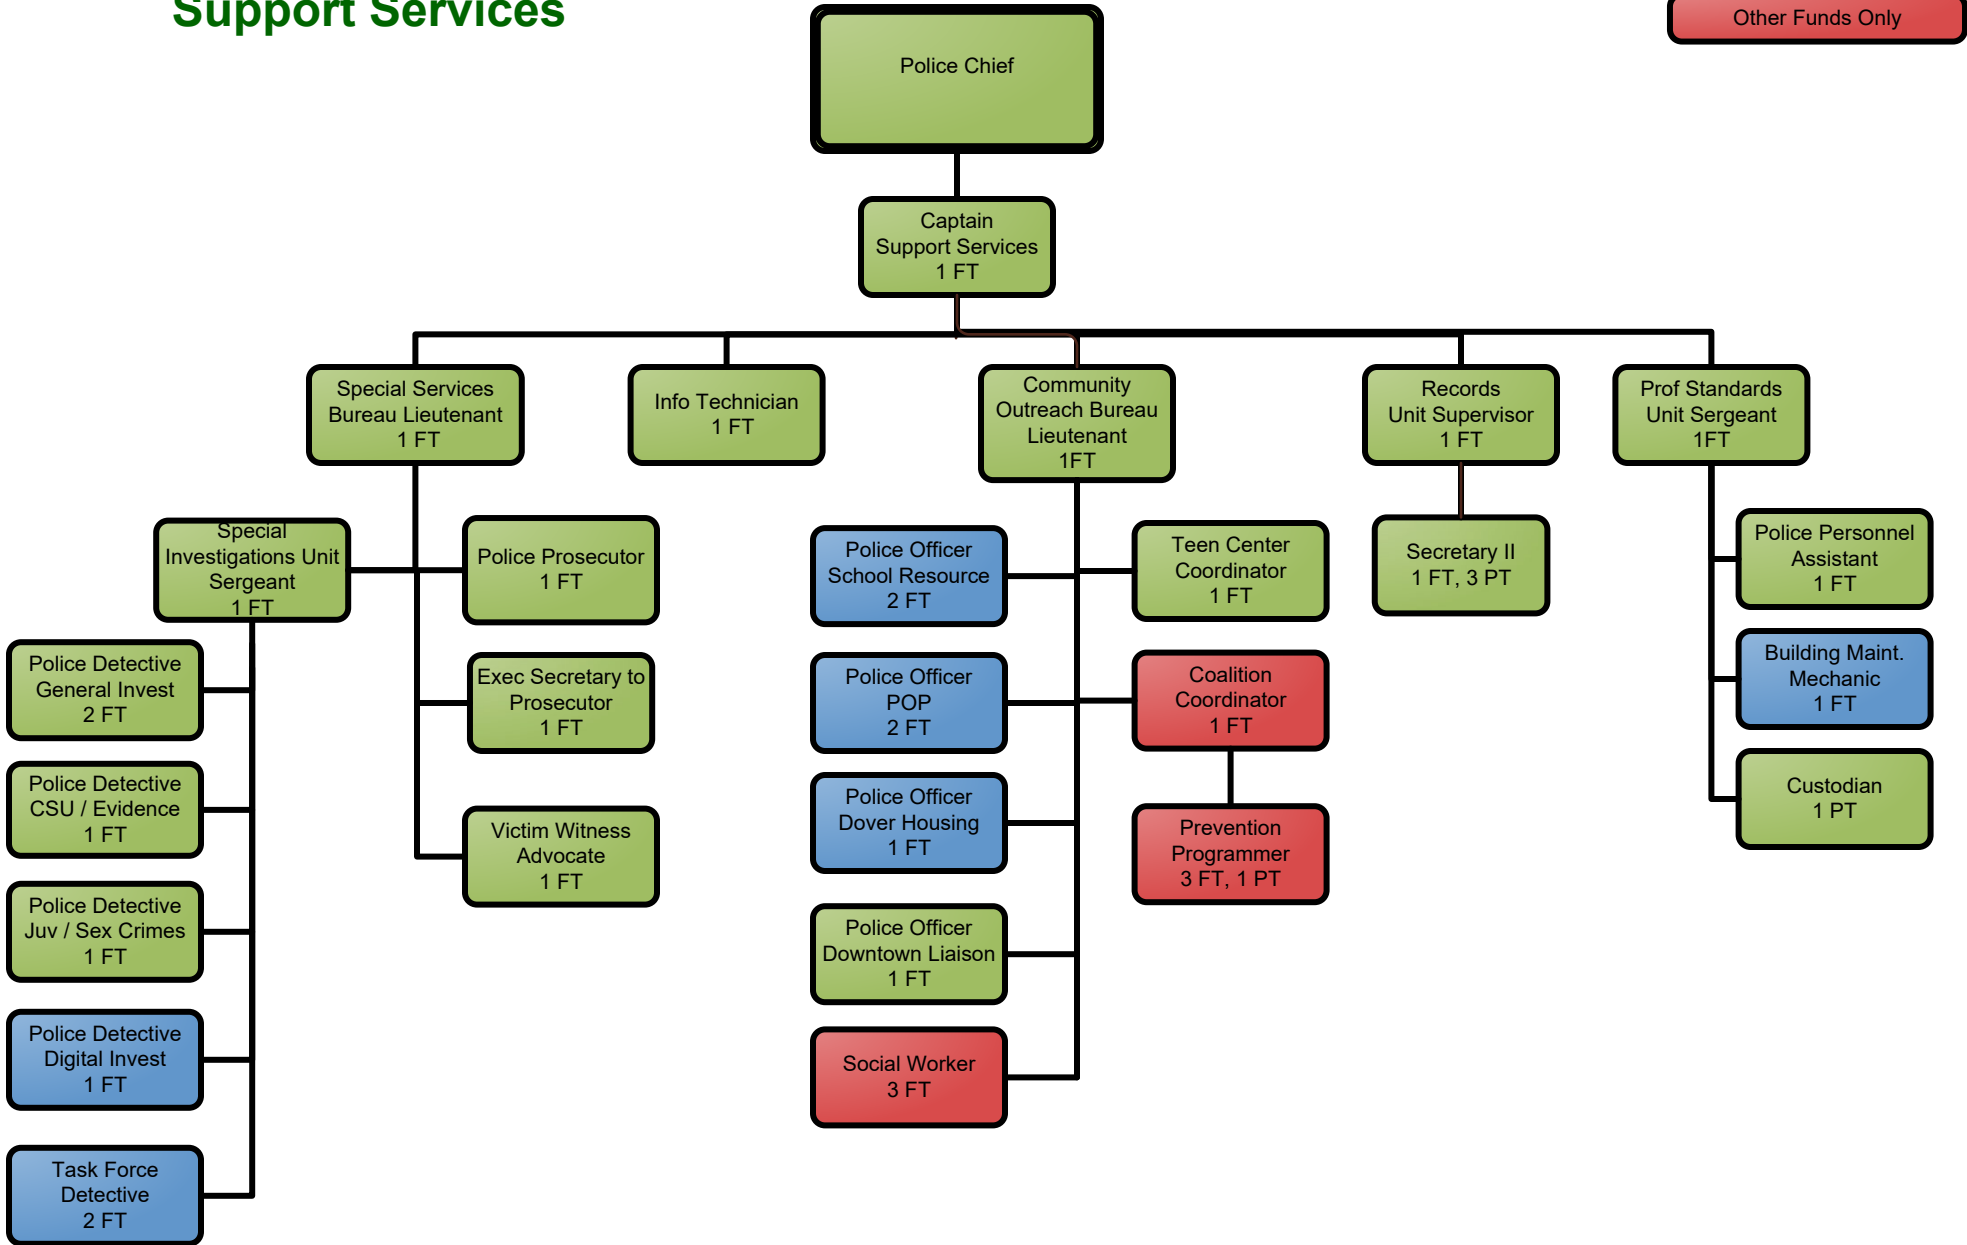 Support Services
Other Funds Only
Police Chief
Captain
Support Services
1 FT
Special Services
Bureau Lieutenant
1 FT
Info Technician
1 FT
Community
Outreach Bureau
Lieutenant
1FT
Records
Unit Supervisor
1 FT
Prof Standards
Unit Sergeant
1FT
Special
Investigations Unit
Sergeant
1 FT
Police Prosecutor
1 FT
Exec Secretary to
Prosecutor
1 FT
Victim Witness
Advocate
1 FT
Police Detective
General Invest
2 FT
Police Detective
CSU / Evidence
1 FT
Police Detective
Juv / Sex Crimes
1 FT
Police Detective
Digital Invest
1 FT
Task Force
Detective
2 FT
Police Officer
School Resource
2 FT
Police Officer
POP
2 FT
Police Officer
Dover Housing
1 FT
Police Officer
Downtown Liaison
1 FT
Social Worker
3 FT
Teen Center
Coordinator
1 FT
Coalition
Coordinator
1 FT
Prevention
Programmer
3 FT, 1 PT
Secretary II
1 FT, 3 PT
Police Personnel
Assistant
1 FT
Building Maint.
Mechanic
1 FT
Custodian
1 PT